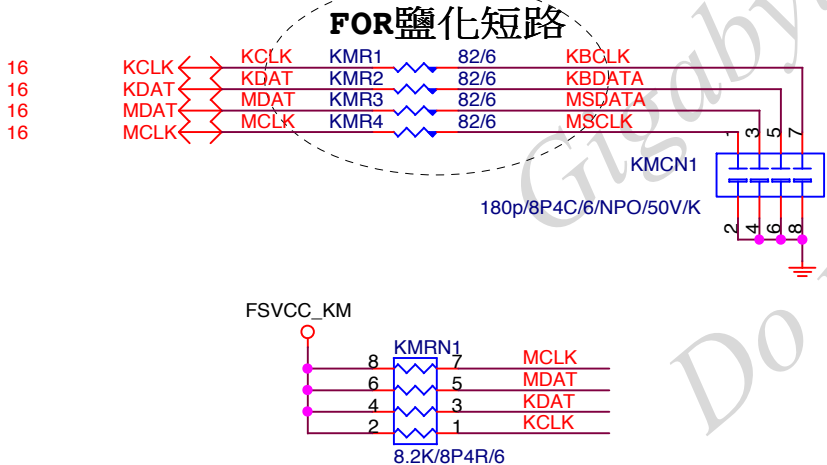 FOR鹽化短路
16 KCLK KCLK KMR1 82/6 KBCLK
16 KDAT KDAT KMR2 82/6 KBDATA
16 MDAT MDAT KMR3 82/6 MSDATA
16 MCLK MCLK KMR4 82/6 MSCLK
1 3 5 7
KMCN1
180p/8P4C/6/NPO/50V/K
2 4 6 8
FSVCC_KM
KMRN1
8 7 MCLK
6 5 MDAT
4 3 KDAT
2 1 KCLK
8.2K/8P4R/6
Gigaby
Do